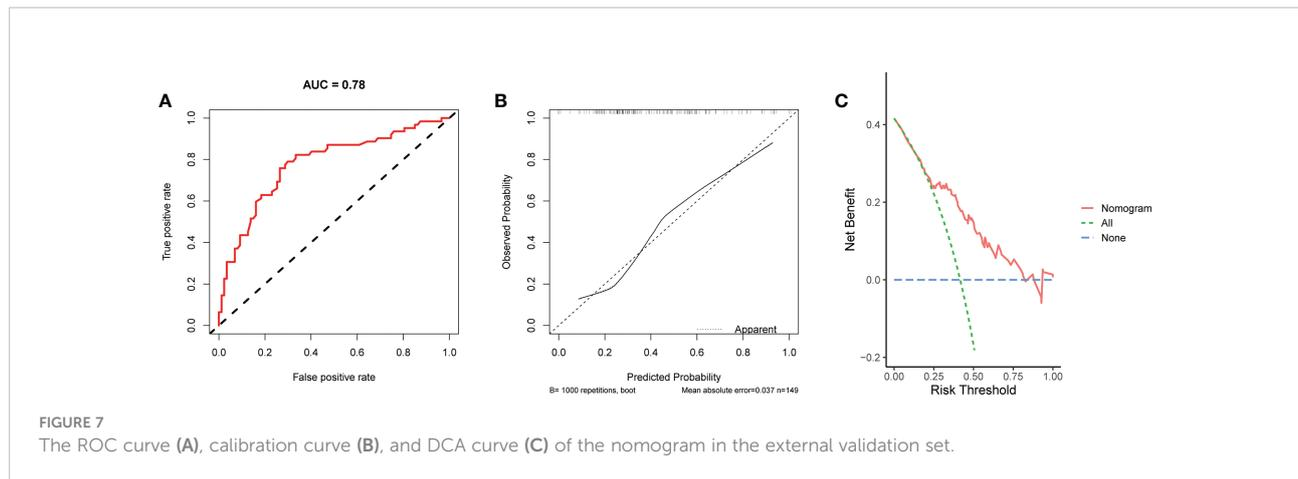 A
AUC = 0.78
True positive rate
1.0
0.8
0.6
0.4
0.2
0.0
0.0 0.2 0.4 0.6 0.8 1.0
False positive rate
B
Observed Probability
1.0
0.8
0.6
0.4
0.2
0.0
Apparent
0.0 0.2 0.4 0.6 0.8 1.0
Predicted Probability
B= 1000 repetitions, boot Mean absolute error=0.037 n=149
C
Net Benefit
0.4
0.2
0.0
−0.2
0.00 0.25 0.50 0.75 1.00
Risk Threshold
Nomogram
All
None
FIGURE 7
The ROC curve (A), calibration curve (B), and DCA curve (C) of the nomogram in the external validation set.